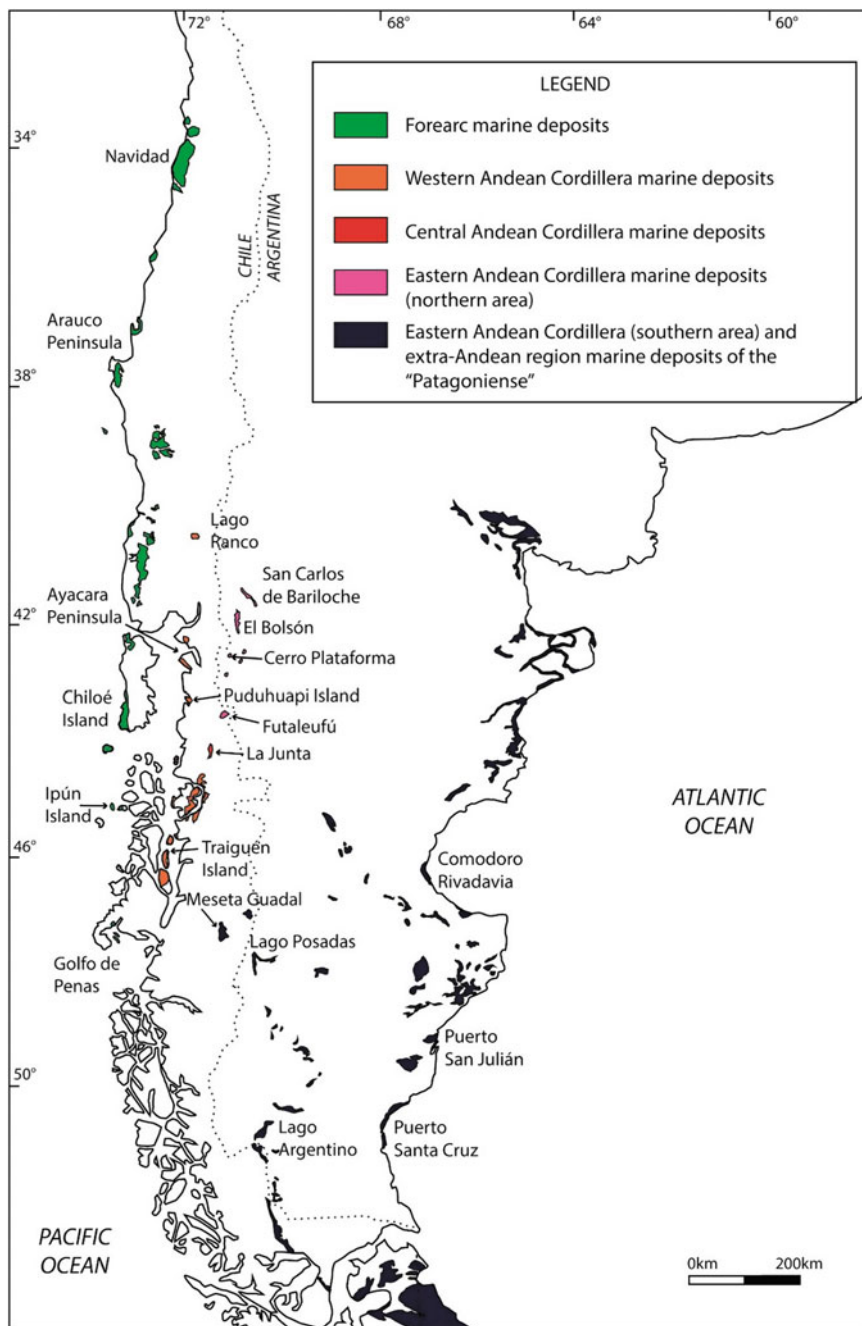 72°
68°
64°
60°
LEGEND
Forearc marine deposits
Western Andean Cordillera marine deposits
Central Andean Cordillera marine deposits
Eastern Andean Cordillera marine deposits
(northern area)
Eastern Andean Cordillera (southern area) and
extra-Andean region marine deposits of the
“Patagoniense”
34°
Navidad
CHILE
ARGENTINA
Arauco
Peninsula
38°
Lago
Ranco
San Carlos
de Bariloche
Ayacara
Peninsula
42°
El Bolsón
Cerro Plataforma
Puduhuapi Island
Chiloé
Island
Futaleufú
La Junta
Ipún
Island
ATLANTIC
OCEAN
46°
Traiguen
Island
Comodoro
Rivadavia
Meseta Guadal
Lago Posadas
Golfo de
Penas
Puerto
San Julián
50°
Lago
Argentino
Puerto
Santa Cruz
PACIFIC
OCEAN
0km
200km